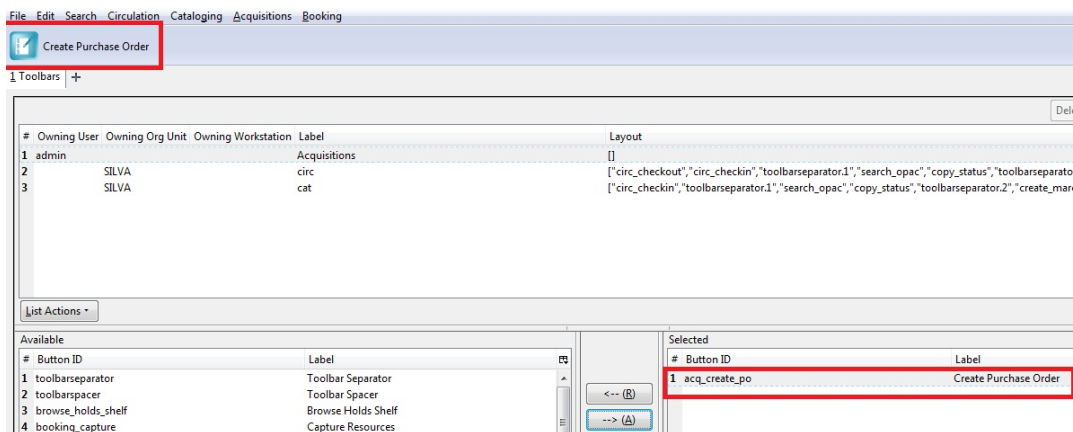 File Edit Search Circulation Cataloging Acquisitions Booking
Create Purchase Order
1 Toolbars +
Del
# Owning User Owning Org Unit Owning Workstation Label Layout
1 admin Acquisitions []
2 SILVA circ ["circ_checkout","circ_checkin","toolbarseparator.1","search_opac","copy_status","toolbarseparato
3 SILVA cat ["circ_checkin","toolbarseparator.1","search_opac","copy_status","toolbarseparator.2","create_mar
List Actions
Available Selected
# Button ID Label # Button ID Label
1 toolbarseparator Toolbar Separator 1 acq_create_po Create Purchase Order
2 toolbarspacer Toolbar Spacer <-- (R)
3 browse_holds_shelf Browse Holds Shelf
4 booking_capture Capture Resources --> (A)